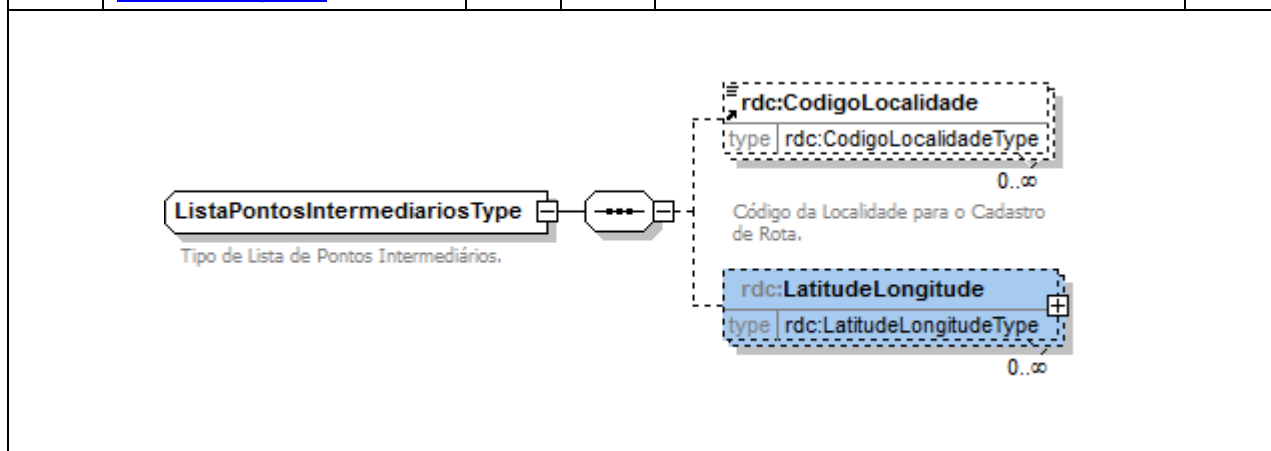 rdc:CodigoLocalidade
type rdc:CodigoLocalidadeType
0..∞
Código da Localidade para o Cadastro
de Rota.
ListaPontosIntermediariosType
Tipo de Lista de Pontos Intermediários.
rdc:LatitudeLongitude
type rdc:LatitudeLongitudeType
0..∞